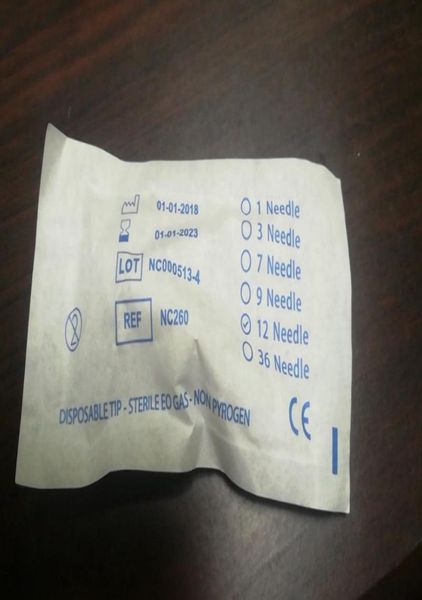 01-01-2018
01-01-2023
LOT NC000513-4
REF NC260
2
1 Needle
3 Needle
7 Needle
9 Needle
12 Needle
36 Needle
DISPOSABLE TIP - STERILE EO GAS - NON PYROGEN
CE